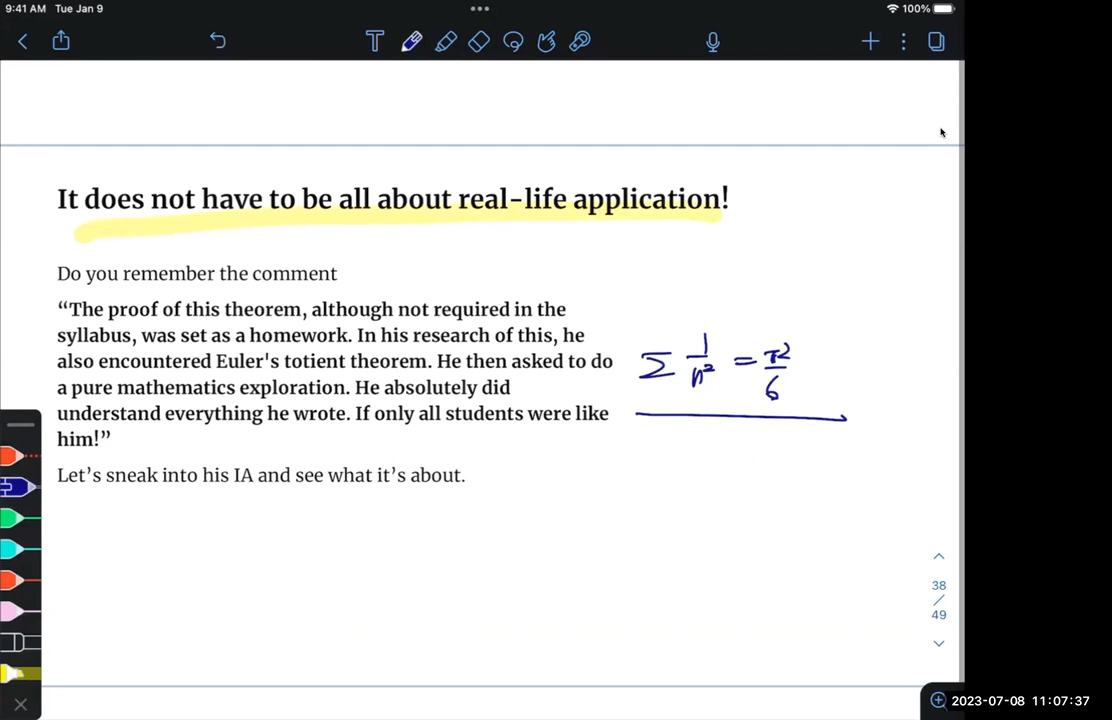 9:41 AM Tue Jan 9
100%
It does not have to be all about real-life application!
Do you remember the comment
“The proof of this theorem, although not required in the
syllabus, was set as a homework. In his research of this, he
also encountered Euler's totient theorem. He then asked to do
a pure mathematics exploration. He absolutely did
understand everything he wrote. If only all students were like
him!”
∑ 1/n² = π²/6
Let’s sneak into his IA and see what it’s about.
38
/
49
2023-07-08 11:07:37